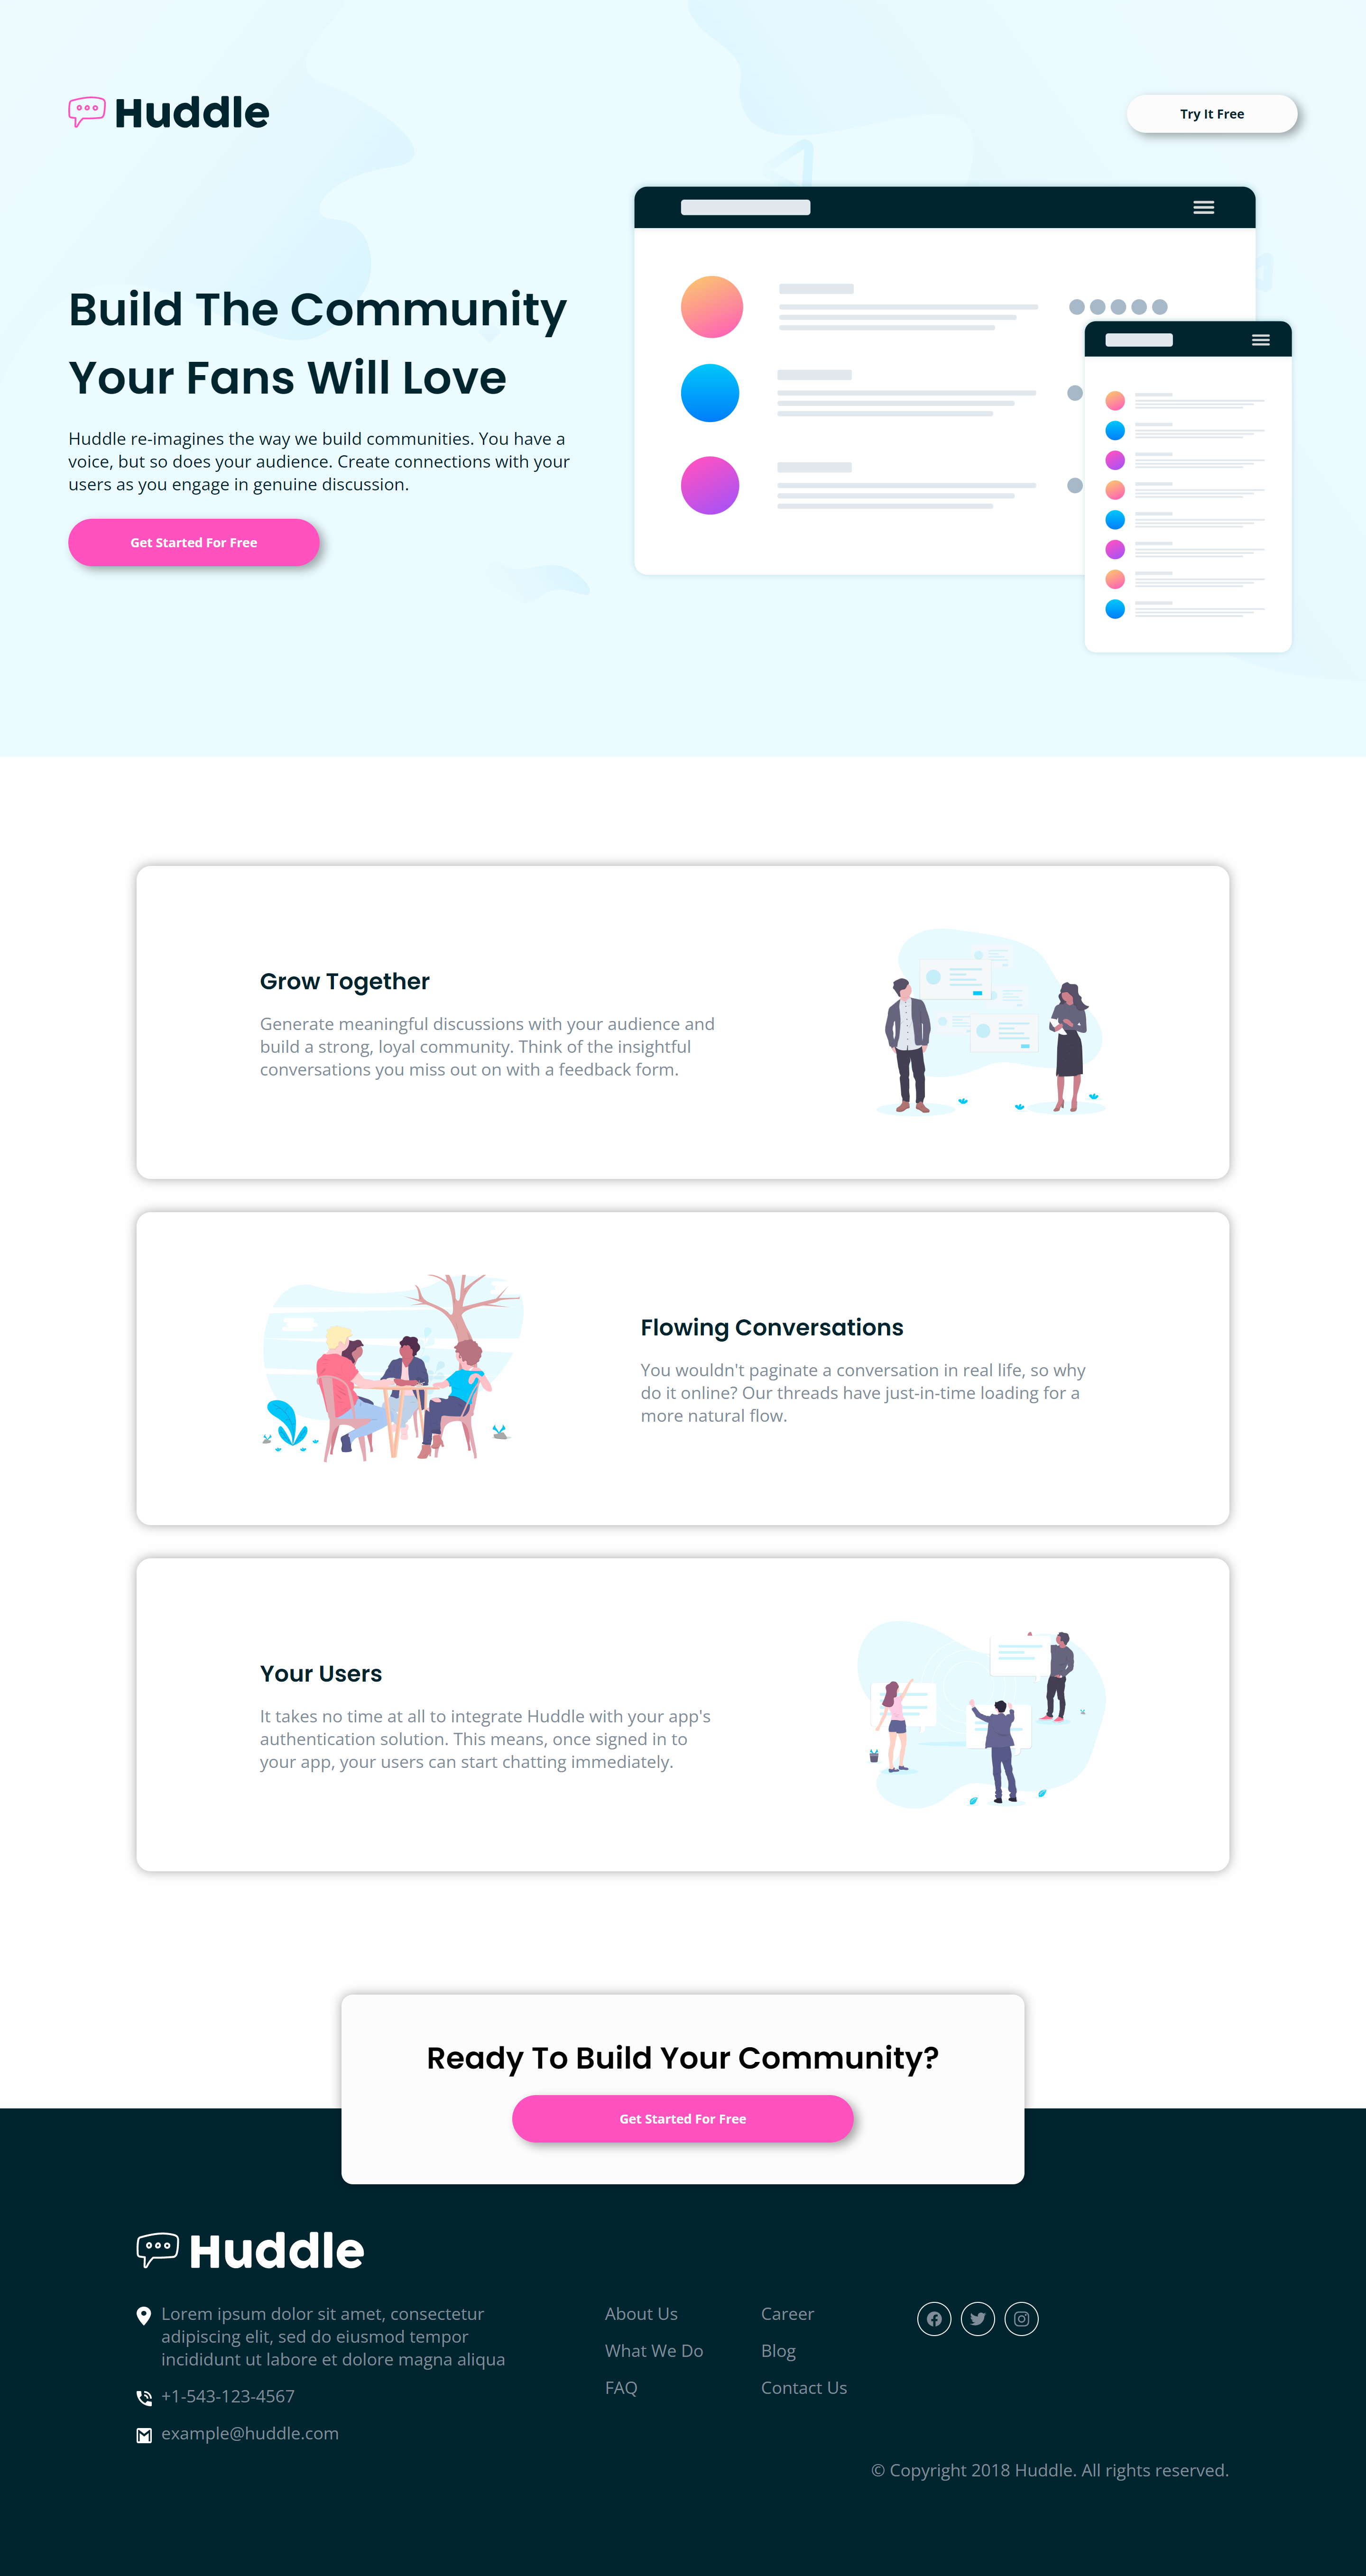 Huddle
Try It Free
Build The Community
Your Fans Will Love
Huddle re-imagines the way we build communities. You have a
voice, but so does your audience. Create connections with your
users as you engage in genuine discussion.
Get Started For Free
Grow Together
Generate meaningful discussions with your audience and
build a strong, loyal community. Think of the insightful
conversations you miss out on with a feedback form.
Flowing Conversations
You wouldn't paginate a conversation in real life, so why
do it online? Our threads have just-in-time loading for a
more natural flow.
Your Users
It takes no time at all to integrate Huddle with your app's
authentication solution. This means, once signed in to
your app, your users can start chatting immediately.
Ready To Build Your Community?
Get Started For Free
Huddle
Lorem ipsum dolor sit amet, consectetur
adipiscing elit, sed do eiusmod tempor
incididunt ut labore et dolore magna aliqua
+1-543-123-4567
example@huddle.com
About Us
What We Do
FAQ
Career
Blog
Contact Us
© Copyright 2018 Huddle. All rights reserved.